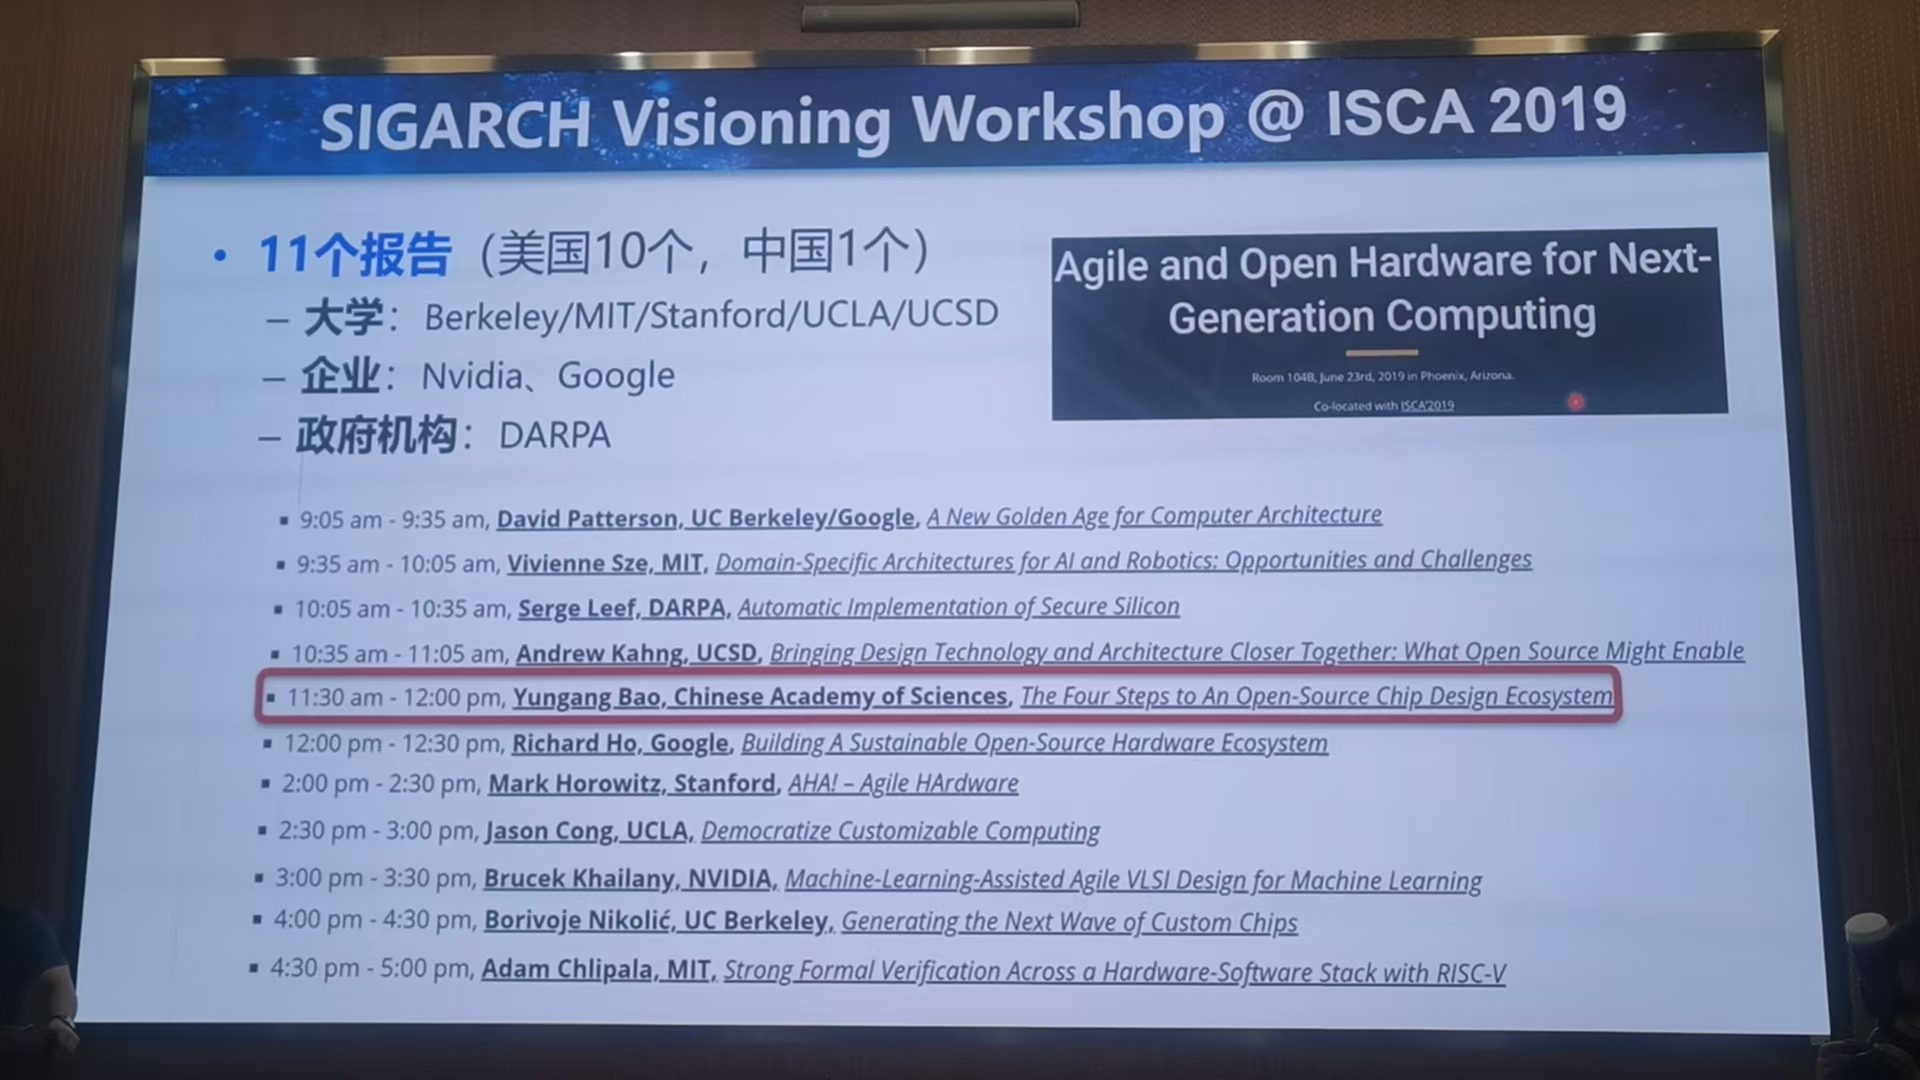 SIGARCH Visioning Workshop @ ISCA 2019
• 11个报告（美国10个，中国1个）
– 大学：Berkeley/MIT/Stanford/UCLA/UCSD
– 企业：Nvidia、Google
– 政府机构：DARPA
Agile and Open Hardware for Next-
Generation Computing
Room 104B, June 23rd, 2019 in Phoenix, Arizona.
Co-located with ISCA'2019
▪ 9:05 am - 9:35 am, David Patterson, UC Berkeley/Google, A New Golden Age for Computer Architecture
▪ 9:35 am - 10:05 am, Vivienne Sze, MIT, Domain-Specific Architectures for AI and Robotics: Opportunities and Challenges
▪ 10:05 am - 10:35 am, Serge Leef, DARPA, Automatic Implementation of Secure Silicon
▪ 10:35 am - 11:05 am, Andrew Kahng, UCSD, Bringing Design Technology and Architecture Closer Together: What Open Source Might Enable
▪ 11:30 am - 12:00 pm, Yungang Bao, Chinese Academy of Sciences, The Four Steps to An Open-Source Chip Design Ecosystem
▪ 12:00 pm - 12:30 pm, Richard Ho, Google, Building A Sustainable Open-Source Hardware Ecosystem
▪ 2:00 pm - 2:30 pm, Mark Horowitz, Stanford, AHA! – Agile HArdware
▪ 2:30 pm - 3:00 pm, Jason Cong, UCLA, Democratize Customizable Computing
▪ 3:00 pm - 3:30 pm, Brucek Khailany, NVIDIA, Machine-Learning-Assisted Agile VLSI Design for Machine Learning
▪ 4:00 pm - 4:30 pm, Borivoje Nikolić, UC Berkeley, Generating the Next Wave of Custom Chips
▪ 4:30 pm - 5:00 pm, Adam Chlipala, MIT, Strong Formal Verification Across a Hardware-Software Stack with RISC-V